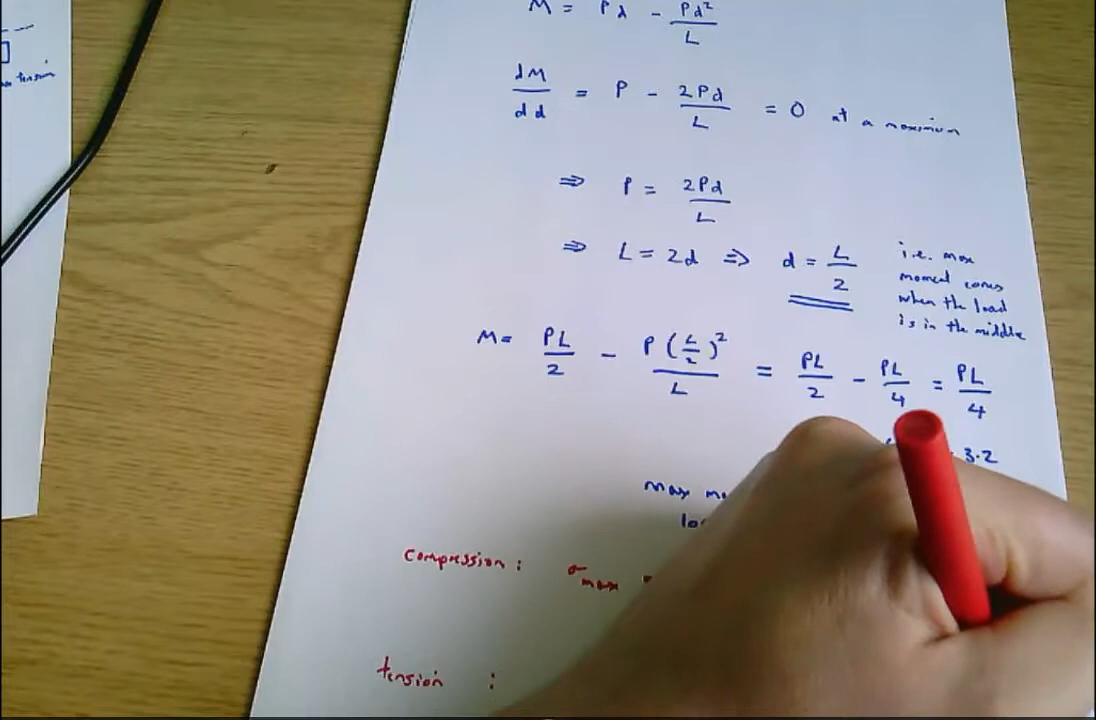 M = Pd - Pd²/L
dM/dd = P - 2Pd/L = 0 at a maximum
⇒ P = 2Pd/L
⇒ L = 2d ⇒ d = L/2
i.e. max
moment comes
when the load
is in the middle
M = PL/2 - P(L/2)²/L = PL/2 - PL/4 = PL/4
3.2
max
compression : σmax
tension :
tension